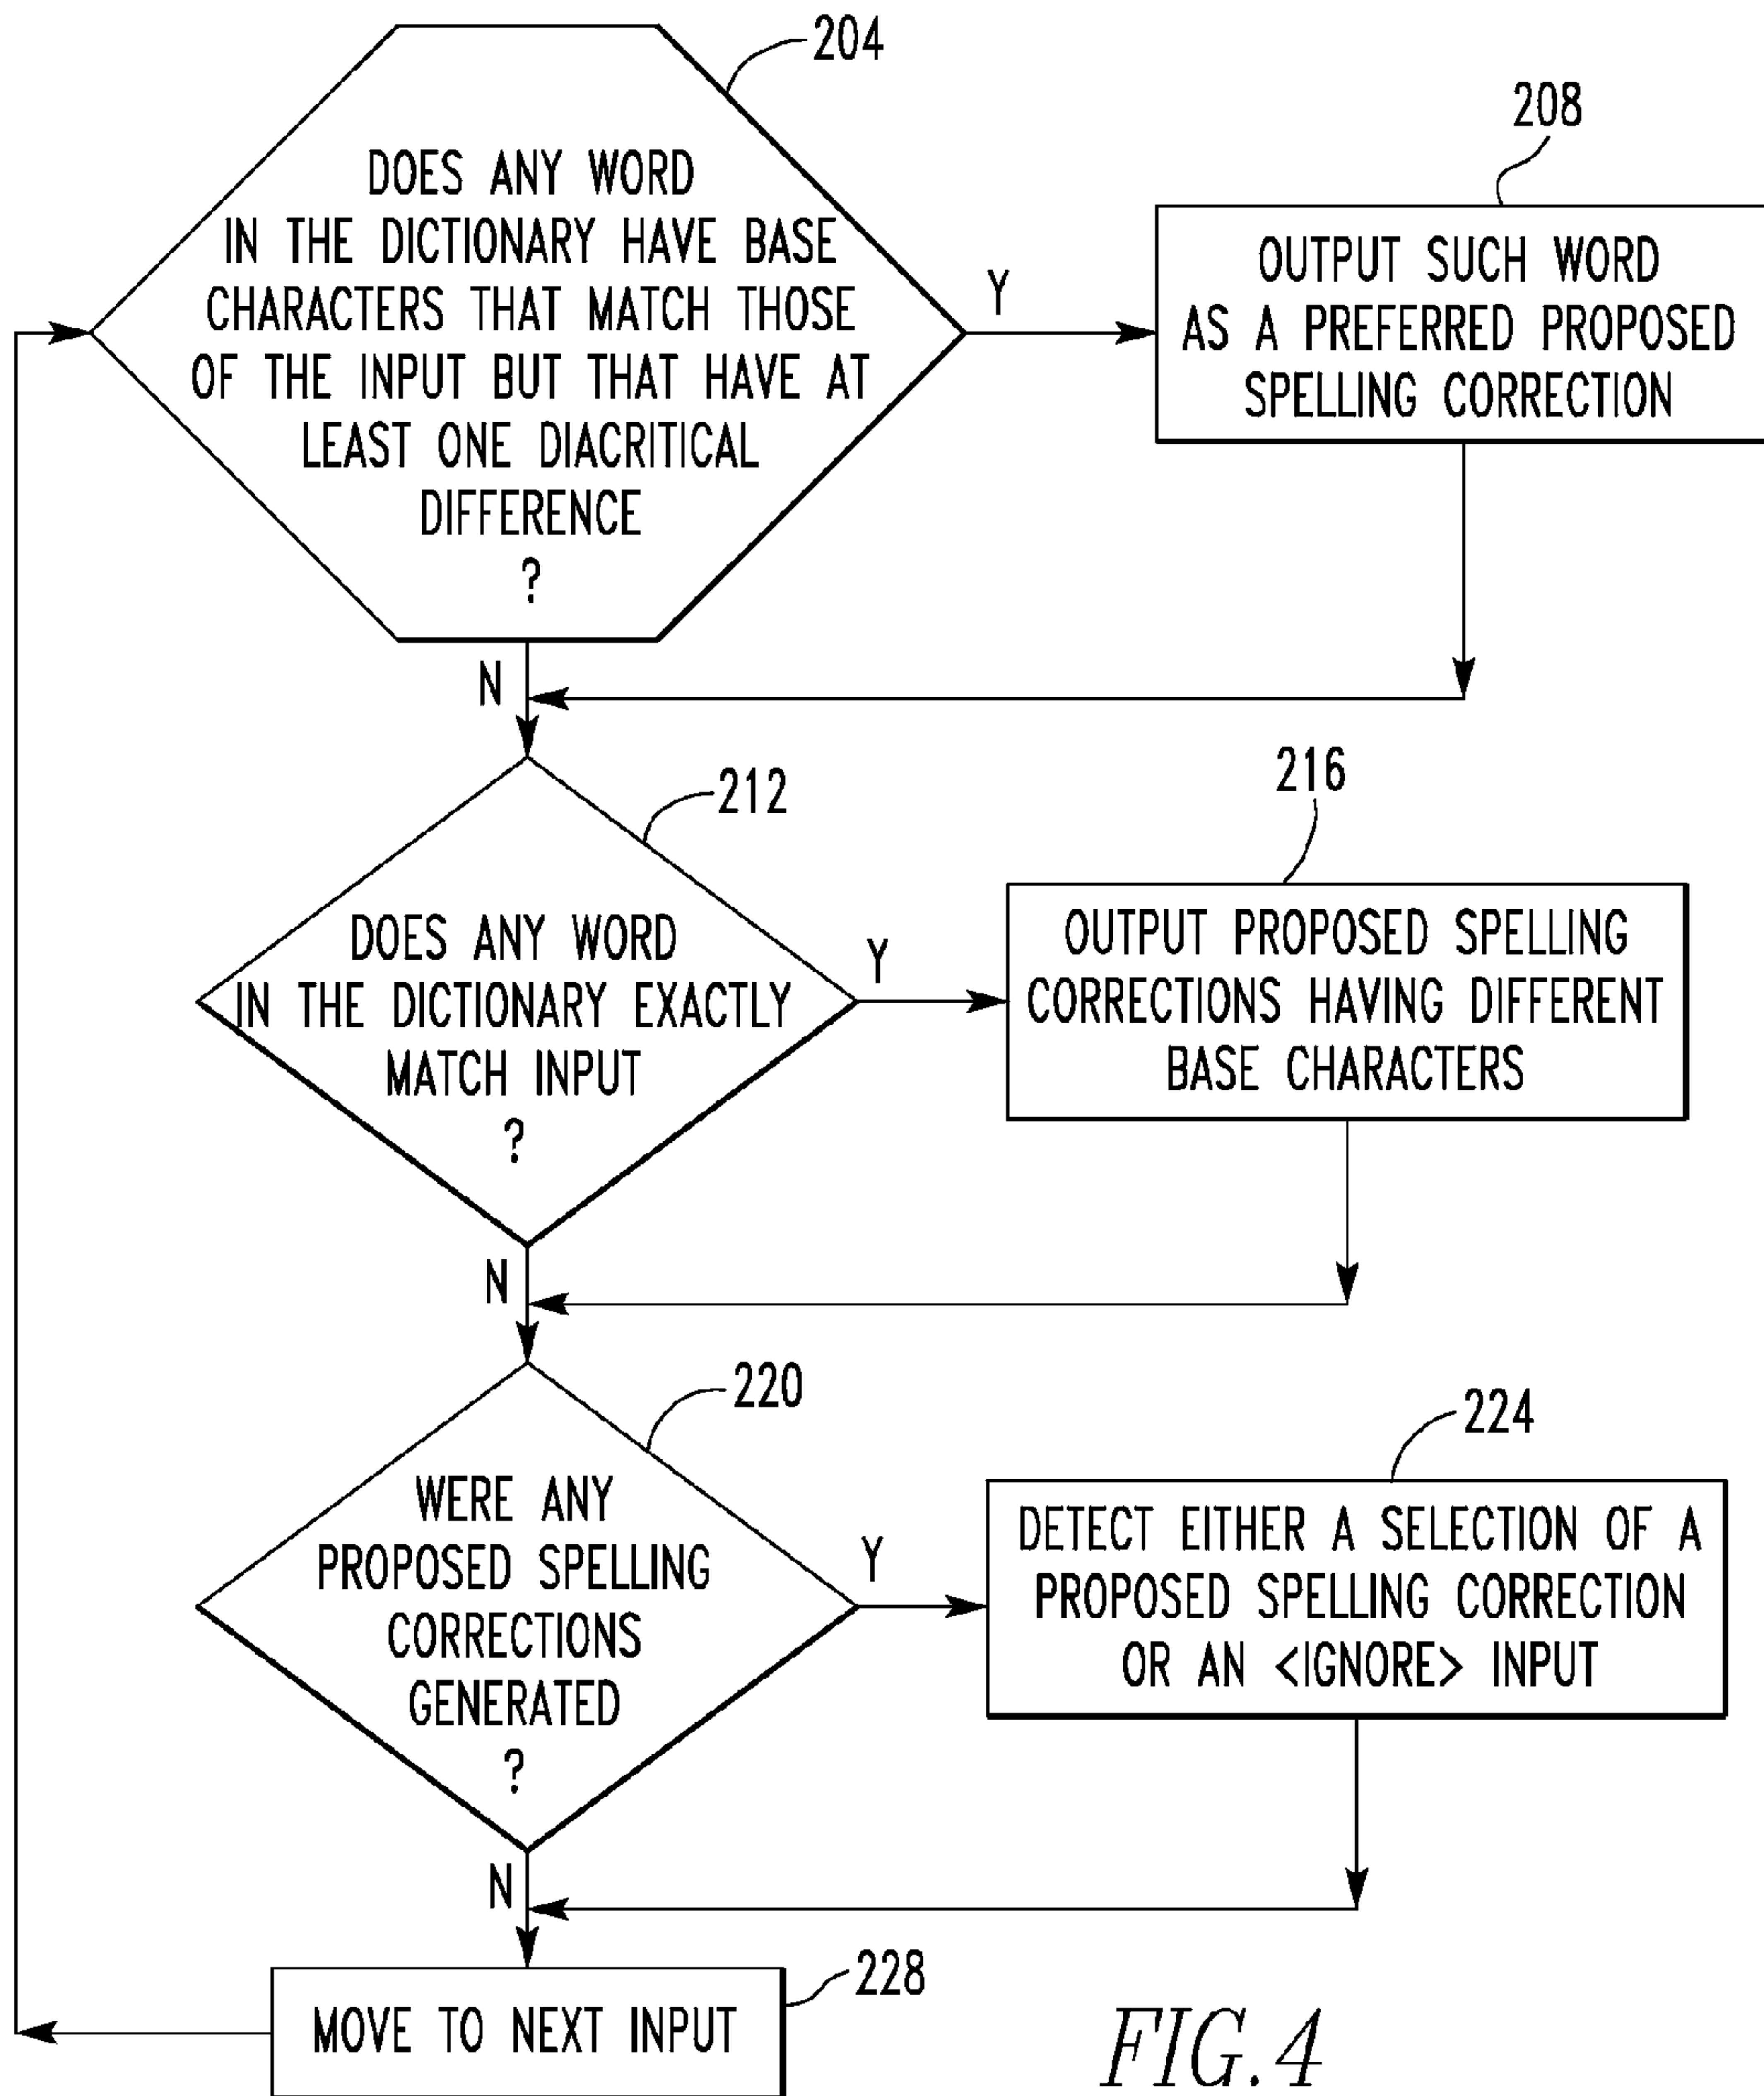 204
DOES ANY WORD
IN THE DICTIONARY HAVE BASE
CHARACTERS THAT MATCH THOSE
OF THE INPUT BUT THAT HAVE AT
LEAST ONE DIACRITICAL
DIFFERENCE
?
Y
N
208
OUTPUT SUCH WORD
AS A PREFERRED PROPOSED
SPELLING CORRECTION
212
DOES ANY WORD
IN THE DICTIONARY EXACTLY
MATCH INPUT
?
Y
N
216
OUTPUT PROPOSED SPELLING
CORRECTIONS HAVING DIFFERENT
BASE CHARACTERS
220
WERE ANY
PROPOSED SPELLING
CORRECTIONS
GENERATED
?
Y
N
224
DETECT EITHER A SELECTION OF A
PROPOSED SPELLING CORRECTION
OR AN <IGNORE> INPUT
228
MOVE TO NEXT INPUT
FIG.4